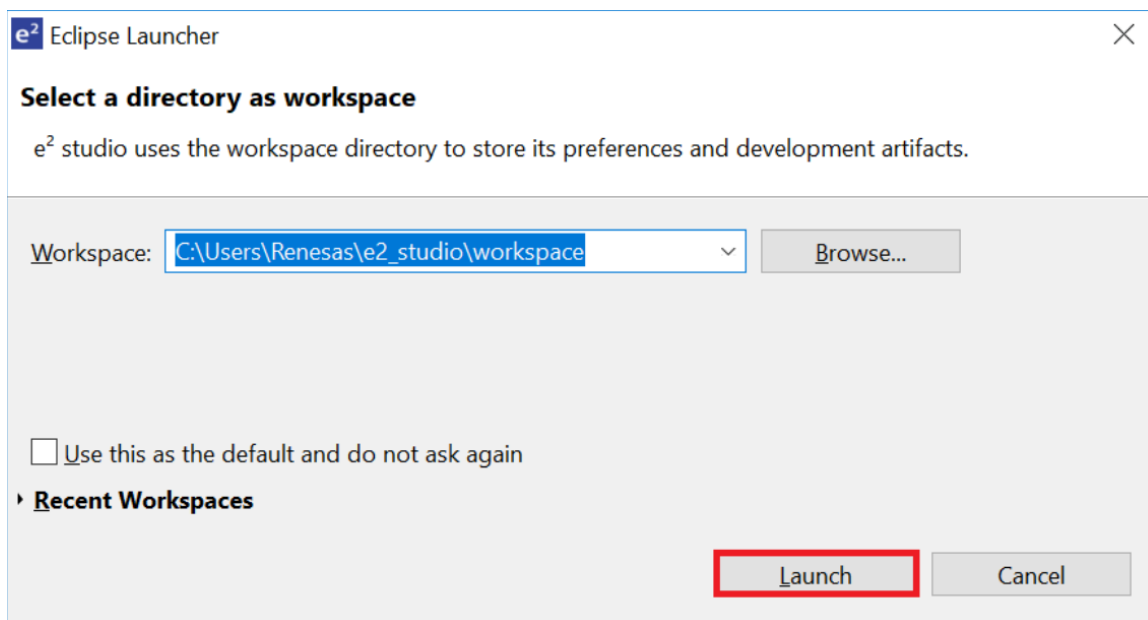 e² Eclipse Launcher
Select a directory as workspace
e² studio uses the workspace directory to store its preferences and development artifacts.
Workspace: C:\Users\Renesas\e2_studio\workspace Browse...
Use this as the default and do not ask again
Recent Workspaces
Launch Cancel